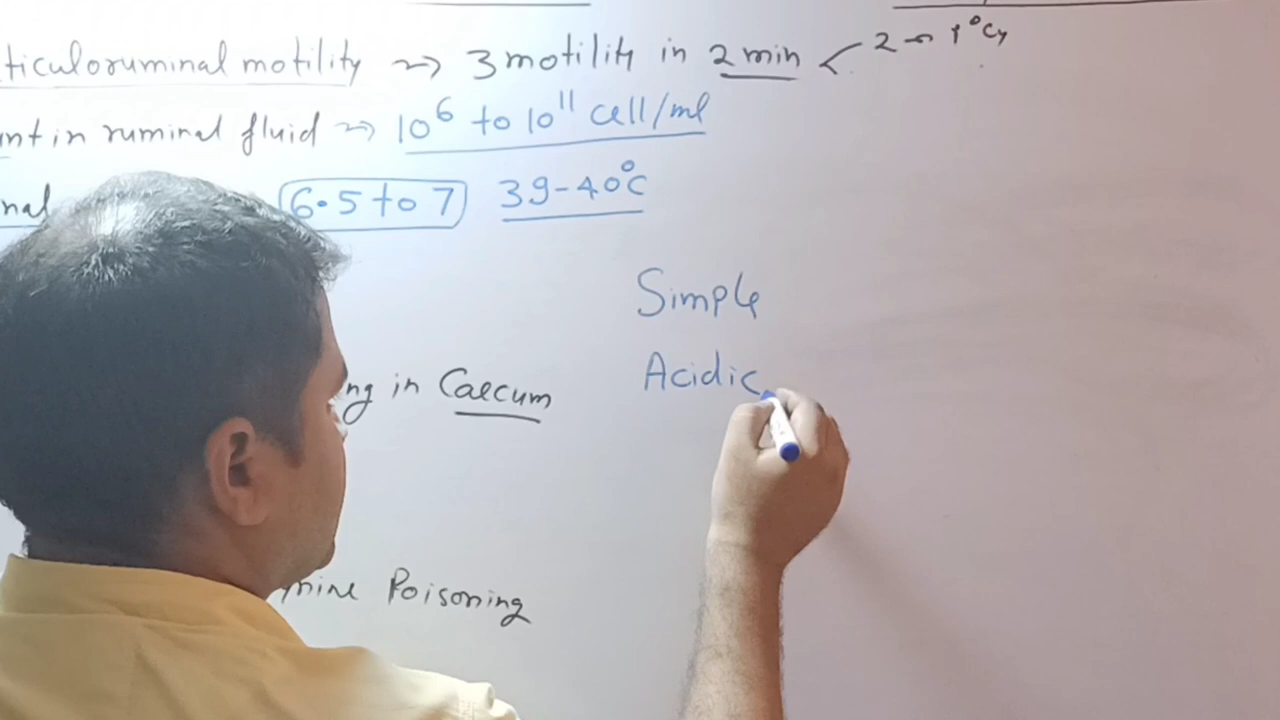 ticuloruminal motility → 3 motility in 2 min < 2 → 1°Cy
nt in ruminal fluid → 10⁶ to 10¹¹ cell/ml
nal 6.5 to 7 39-40°C
Simple
Acidic
ng in Caecum
nine Poisoning